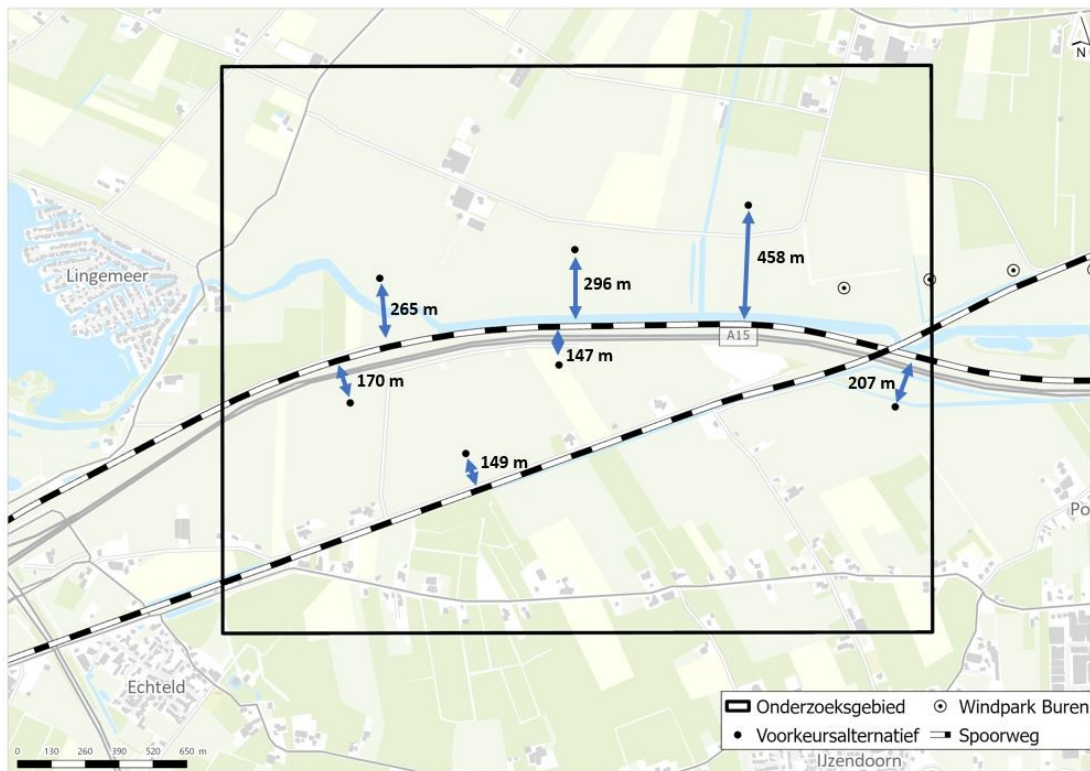 N
Lingemeer
458 m
265 m
296 m
A15
147 m
170 m
207 m
149 m
Po
Echteld
IJzendoorn
Onderzoeksgebied
Windpark Buren
Voorkeursalternatief
Spoorweg
0 130 260 390 520 650 m